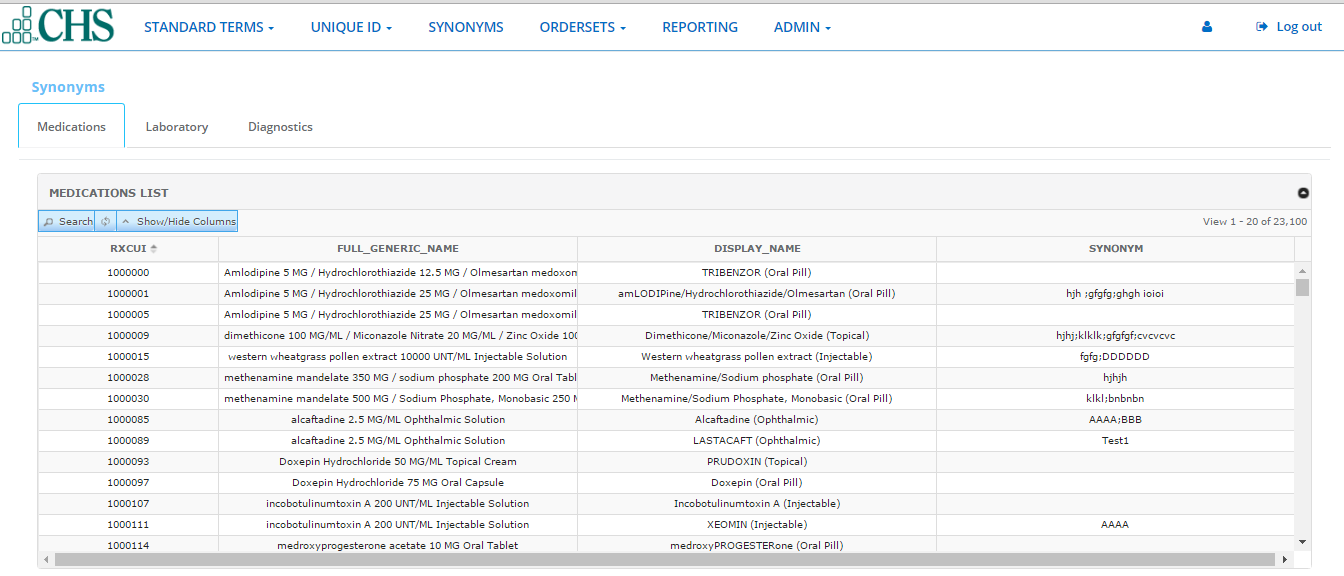 CHS STANDARD TERMS UNIQUE ID SYNONYMS ORDERSETS REPORTING ADMIN Log out
Synonyms
Medications Laboratory Diagnostics
MEDICATIONS LIST
Search Show/Hide Columns View 1 - 20 of 23,100
RXCUI FULL_GENERIC_NAME DISPLAY_NAME SYNONYM
1000000 Amlodipine 5 MG / Hydrochlorothiazide 12.5 MG / Olmesartan medoxom TRIBENZOR (Oral Pill)
1000001 Amlodipine 5 MG / Hydrochlorothiazide 25 MG / Olmesartan medoxomil amLODIPine/Hydrochlorothiazide/Olmesartan (Oral Pill) hjh ;gfgfg;ghgh ioioi
1000005 Amlodipine 5 MG / Hydrochlorothiazide 25 MG / Olmesartan medoxomil TRIBENZOR (Oral Pill)
1000009 dimethicone 100 MG/ML / Miconazole Nitrate 20 MG/ML / Zinc Oxide 100 Dimethicone/Miconazole/Zinc Oxide (Topical) hjhj;klklk;gfgfgf;cvcvcvc
1000015 western wheatgrass pollen extract 10000 UNT/ML Injectable Solution Western wheatgrass pollen extract (Injectable) fgfg;DDDDDD
1000028 methenamine mandelate 350 MG / sodium phosphate 200 MG Oral Tabl Methenamine/Sodium phosphate (Oral Pill) hjhjh
1000030 methenamine mandelate 500 MG / Sodium Phosphate, Monobasic 250 M Methenamine/Sodium Phosphate, Monobasic (Oral Pill) klkl;bnbnbn
1000085 alcaftadine 2.5 MG/ML Ophthalmic Solution Alcaftadine (Ophthalmic) AAAA;BBB
1000089 alcaftadine 2.5 MG/ML Ophthalmic Solution LASTACAFT (Ophthalmic) Test1
1000093 Doxepin Hydrochloride 50 MG/ML Topical Cream PRUDOXIN (Topical)
1000097 Doxepin Hydrochloride 75 MG Oral Capsule Doxepin (Oral Pill)
1000107 incobotulinumtoxin A 200 UNT/ML Injectable Solution Incobotulinumtoxin A (Injectable)
1000111 incobotulinumtoxin A 200 UNT/ML Injectable Solution XEOMIN (Injectable) AAAA
1000114 medroxyprogesterone acetate 10 MG Oral Tablet medroxyPROGESTERone (Oral Pill)